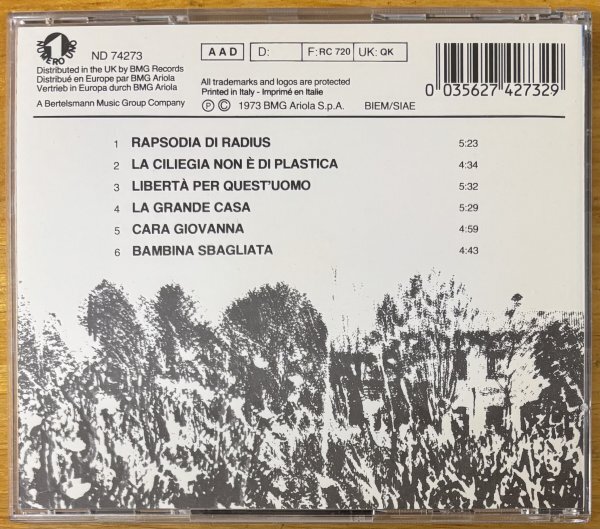 NUMERO 1 UNO
ND 74273
Distributed in the UK by BMG Records
Distribué en Europe par BMG Ariola
Vertrieb in Europa durch BMG Ariola
A Bertelsmann Music Group Company
A A D
D:
F: RC 720
UK: QK
All trademarks and logos are protected
Printed in Italy - Imprimé en Italie
Ⓟ © 1973 BMG Ariola S.p.A. BIEM/SIAE
0 035627 427329
1 RAPSODIA DI RADIUS 5:23
2 LA CILIEGIA NON È DI PLASTICA 4:34
3 LIBERTÀ PER QUEST'UOMO 5:32
4 LA GRANDE CASA 5:29
5 CARA GIOVANNA 4:59
6 BAMBINA SBAGLIATA 4:43